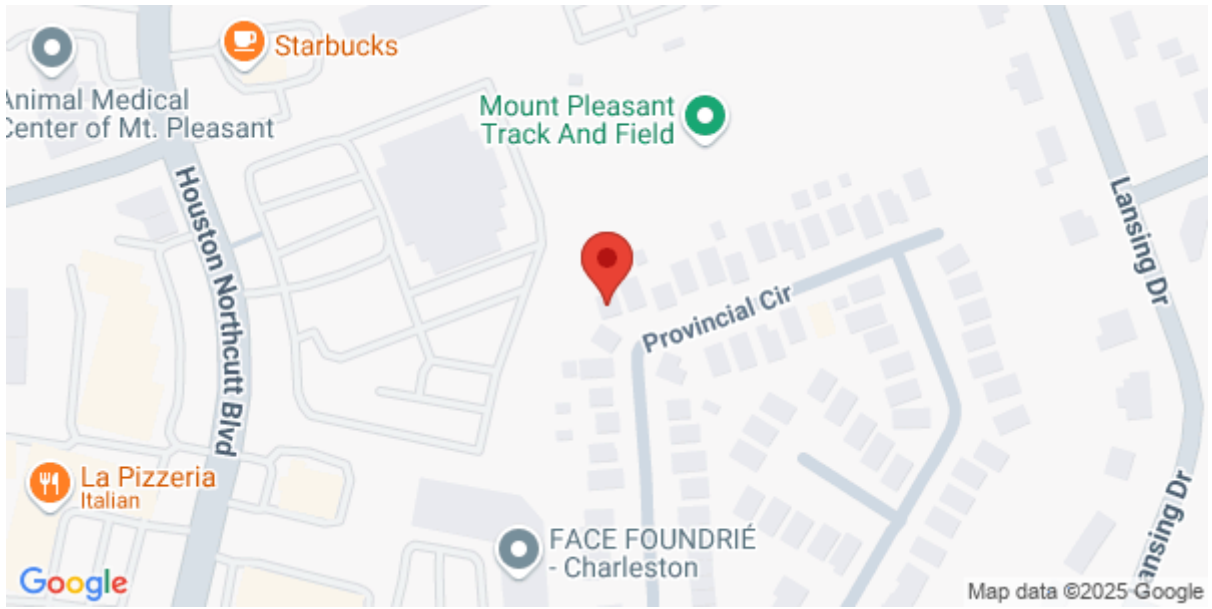 Starbucks
Animal Medical
Center of Mt. Pleasant
Mount Pleasant
Track And Field
Houston Northcutt Blvd
Lansing Dr
Provincial Cir
La Pizzeria
Italian
FACE FOUNDRIÉ
- Charleston
Lansing Dr
Google
Map data ©2025 Google